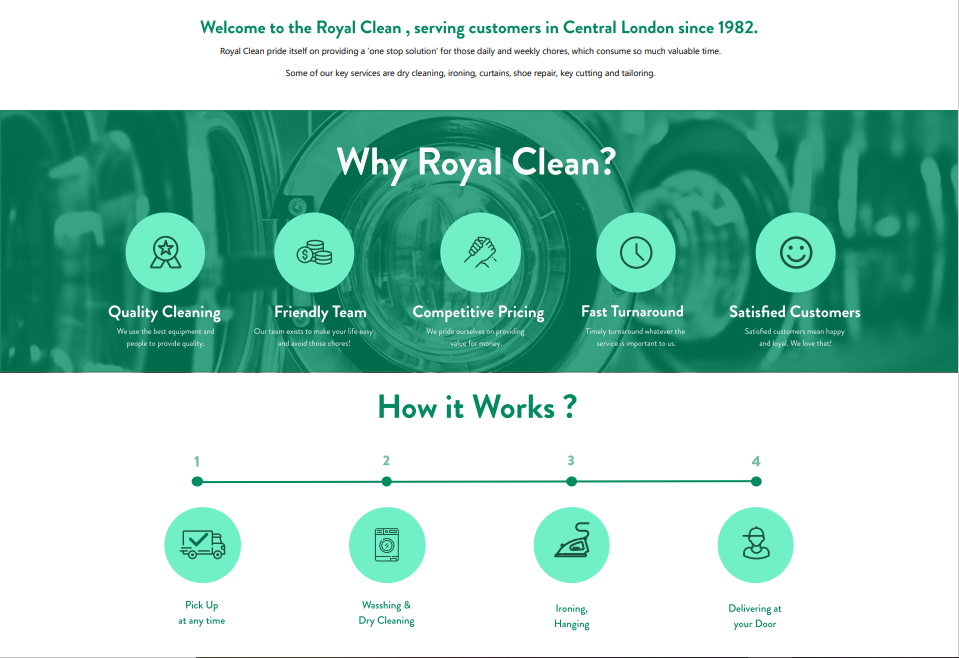 Welcome to the Royal Clean , serving customers in Central London since 1982.
Royal Clean pride itself on providing a 'one stop solution' for those daily and weekly chores, which consume so much valuable time.
Some of our key services are dry cleaning, ironing, curtains, shoe repair, key cutting and tailoring.
Why Royal Clean?
Quality Cleaning
We use the best equipment and
people to provide quality.
Friendly Team
Our team exists to make your life easy
and avoid those chores!
Competitive Pricing
We pride ourselves on providing
value for money.
Fast Turnaround
Timely turnaround whatever the
service is important to us.
Satisfied Customers
Satisfied customers mean happy
and loyal. We love that!
How it Works ?
1
2
3
4
Pick Up
at any time
Wasshing &
Dry Cleaning
Ironing,
Hanging
Delivering at
your Door